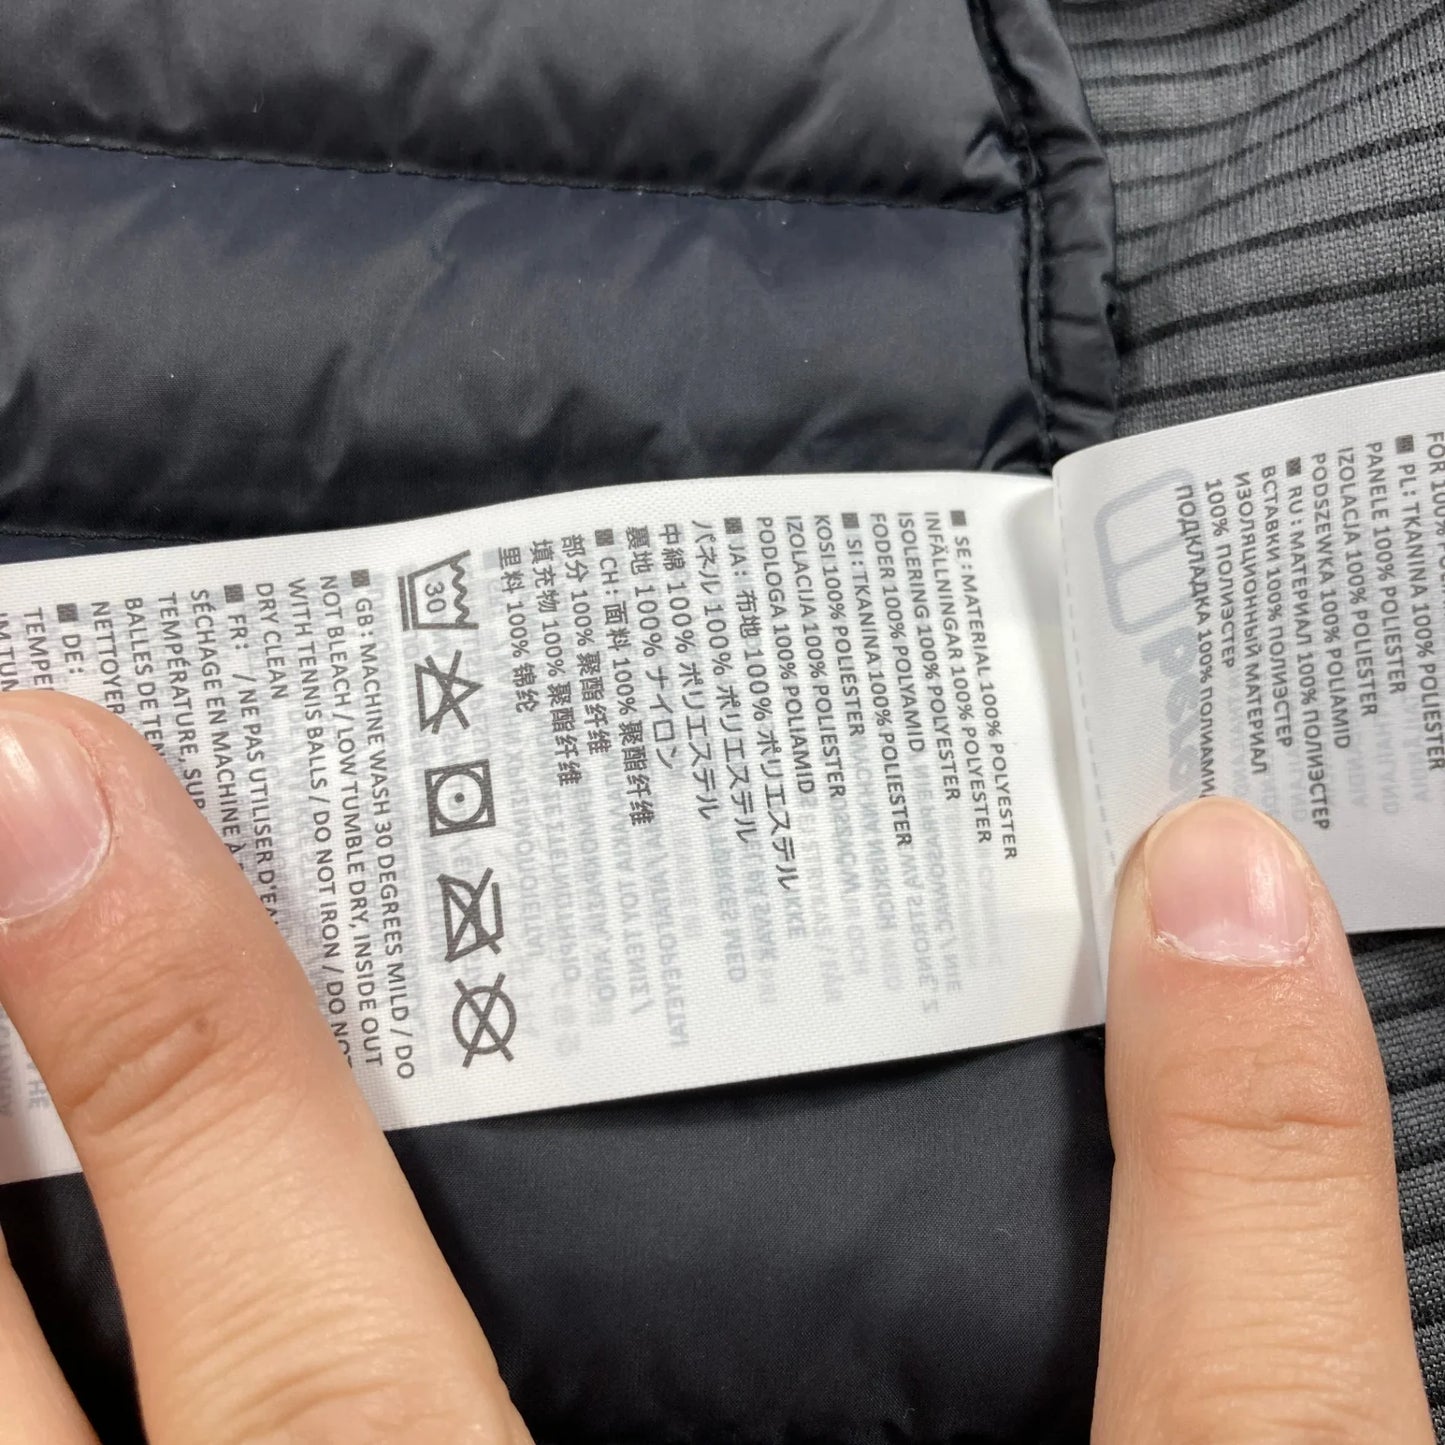 FOR 100% POLIESTER
PL: TKANINA 100% POLIESTER
PANELE 100% POLIESTER
IZOLACJA 100% POLIAMID
PODSZEWKA 100% POLIESTER
RU: МАТЕРИАЛ 100% ПОЛИЭСТЕР
ВСТАВКИ 100% ПОЛИЭСТЕР
ИЗОЛЯЦИОННЫЙ МАТЕРИАЛ
100% ПОЛИЭСТЕР
ПОДКЛАДКА 100% ПОЛИАМИД
SE: MATERIAL 100% POLYESTER
INFÄLLNINGAR 100% POLYESTER
ISOLERING 100% POLYESTER
FODER 100% POLYAMID
SI: TKANINA 100% POLIESTER
KOSI 100% POLIESTER
IZOLACIJA 100% POLIESTER
PODLOGA 100% POLIAMID
JA: 布地 100% ポリエステル
パネル 100% ポリエステル
中綿 100% ポリエステル
裏地 100% ナイロン
CH: 面料 100% 聚酯纤维
部分 100% 聚酯纤维
填充物 100% 聚酯纤维
里料 100% 锦纶
30
GB: MACHINE WASH 30 DEGREES MILD / DO
NOT BLEACH / LOW TUMBLE DRY, INSIDE OUT
WITH TENNIS BALLS / DO NOT IRON / DO NOT
DRY CLEAN
FR: / NE PAS UTILISER D'EAU
SÉCHAGE EN MACHINE À
TEMPÉRATURE, SUR
BALLES DE TEN
NETTOYER
DE:
TEMPE
IM TUM